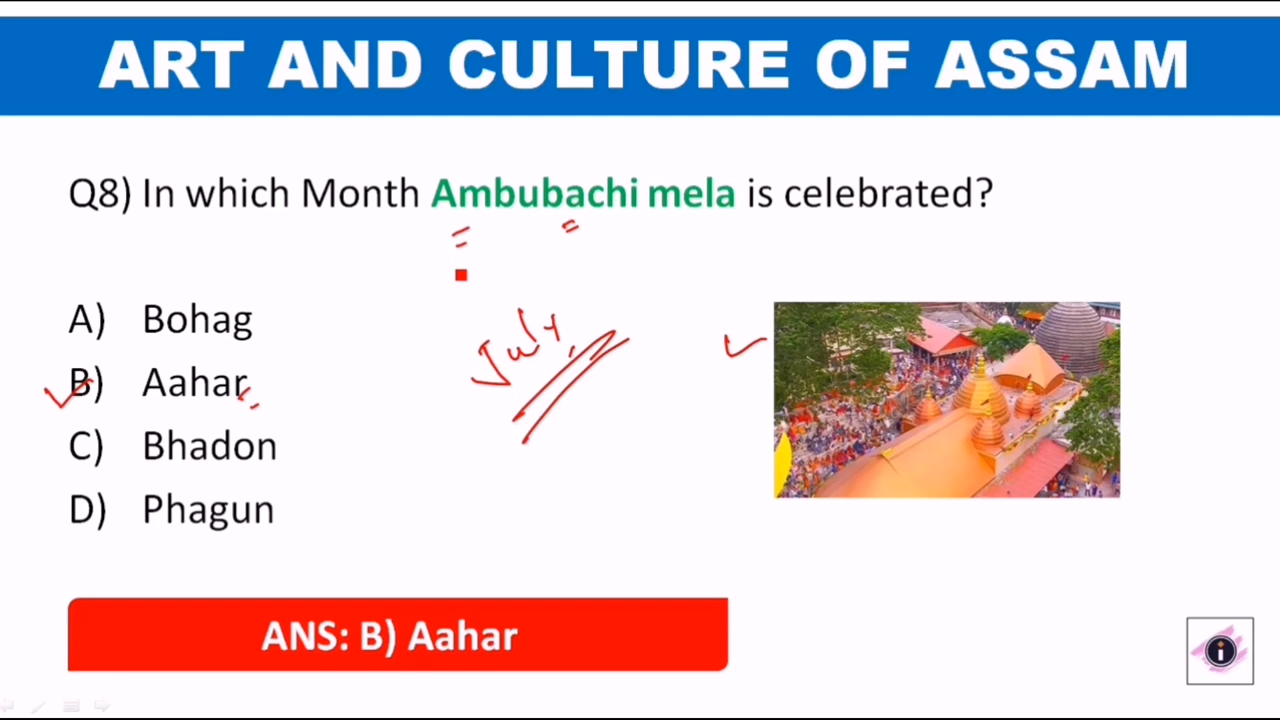 ART AND CULTURE OF ASSAM
Q8) In which Month Ambubachi mela is celebrated?
A) Bohag
B) Aahar
C) Bhadon
D) Phagun
July
ANS: B) Aahar
i